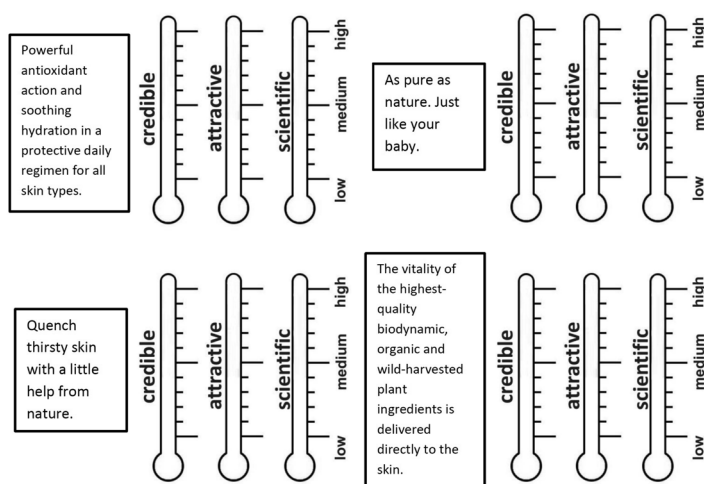 Powerful
antioxidant
action and
soothing
hydration in a
protective daily
regimen for all
skin types.
credible
attractive
scientific
low medium high
As pure as
nature. Just
like your
baby.
credible
attractive
scientific
low medium high
Quench
thirsty skin
with a little
help from
nature.
credible
attractive
scientific
low medium high
The vitality of
the highest-
quality
biodynamic,
organic and
wild-harvested
plant
ingredients is
delivered
directly to the
skin.
credible
attractive
scientific
low medium high